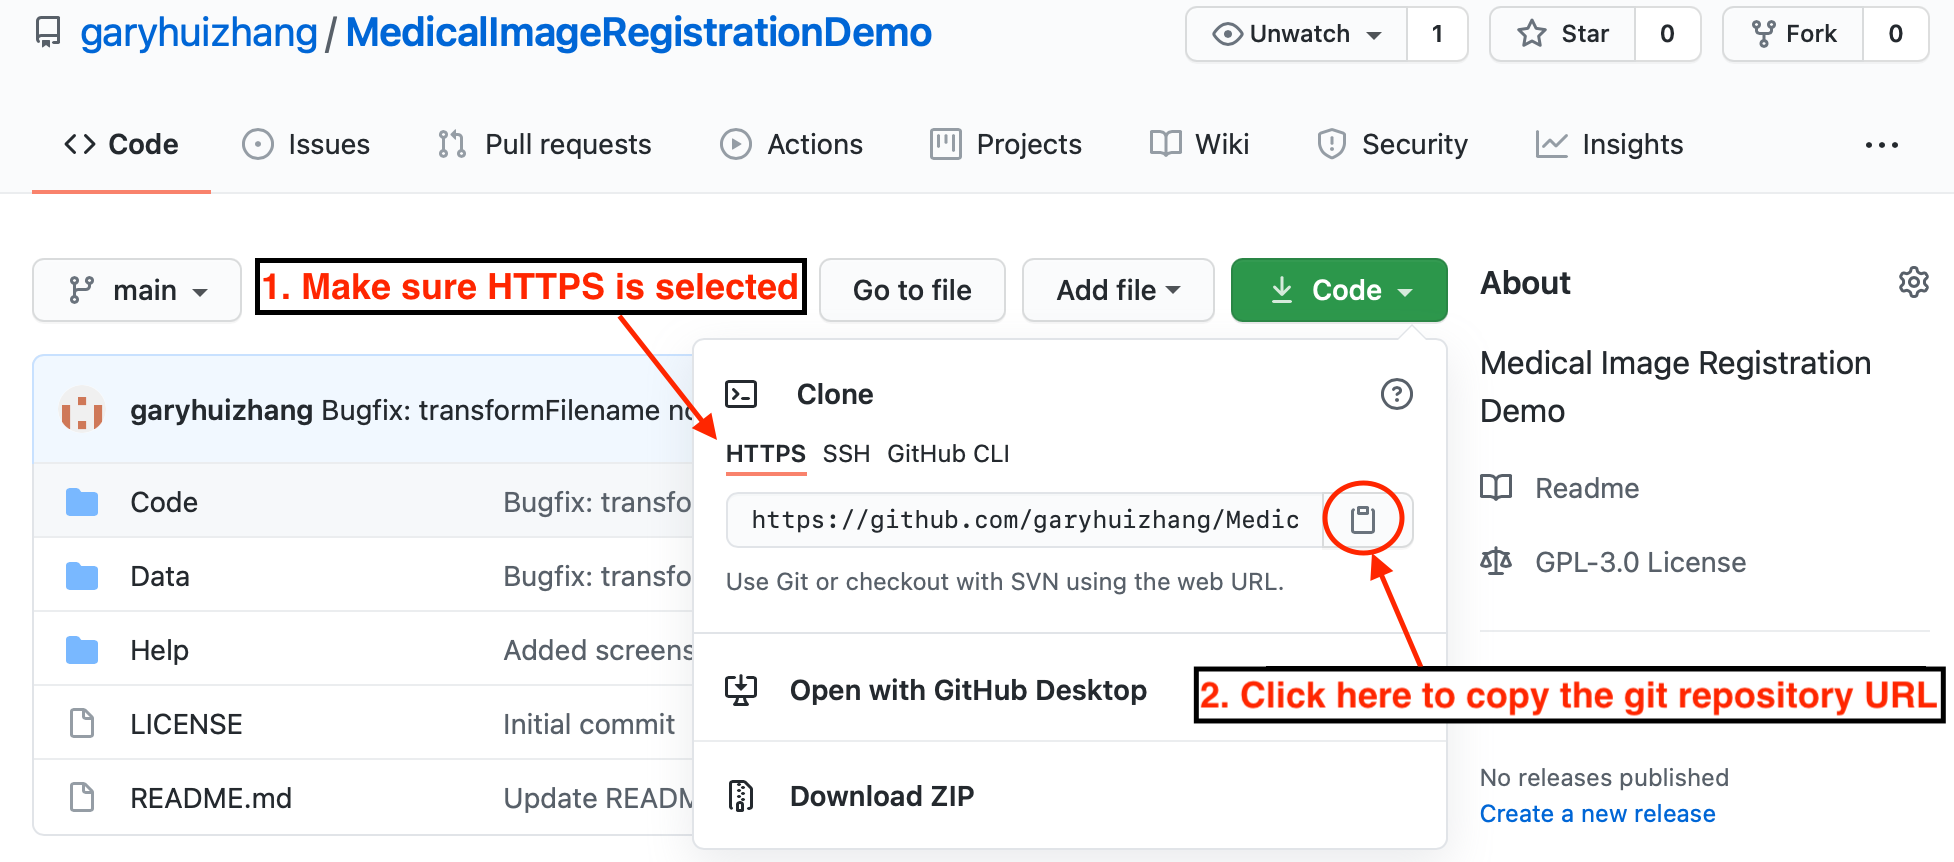 garyhuizhang / MedicalImageRegistrationDemo
Unwatch 1
Star 0
Fork 0
Code
Issues
Pull requests
Actions
Projects
Wiki
Security
Insights
main
1. Make sure HTTPS is selected
Go to file
Add file
Code
About
Medical Image Registration
Demo
Readme
GPL-3.0 License
No releases published
Create a new release
garyhuizhang Bugfix: transformFilename
Code Bugfix: transfo
Data Bugfix: transfo
Help Added screens
LICENSE Initial commit
README.md Update READM
Clone
HTTPS SSH GitHub CLI
https://github.com/garyhuizhang/Medic
Use Git or checkout with SVN using the web URL.
Open with GitHub Desktop
2. Click here to copy the git repository URL
Download ZIP